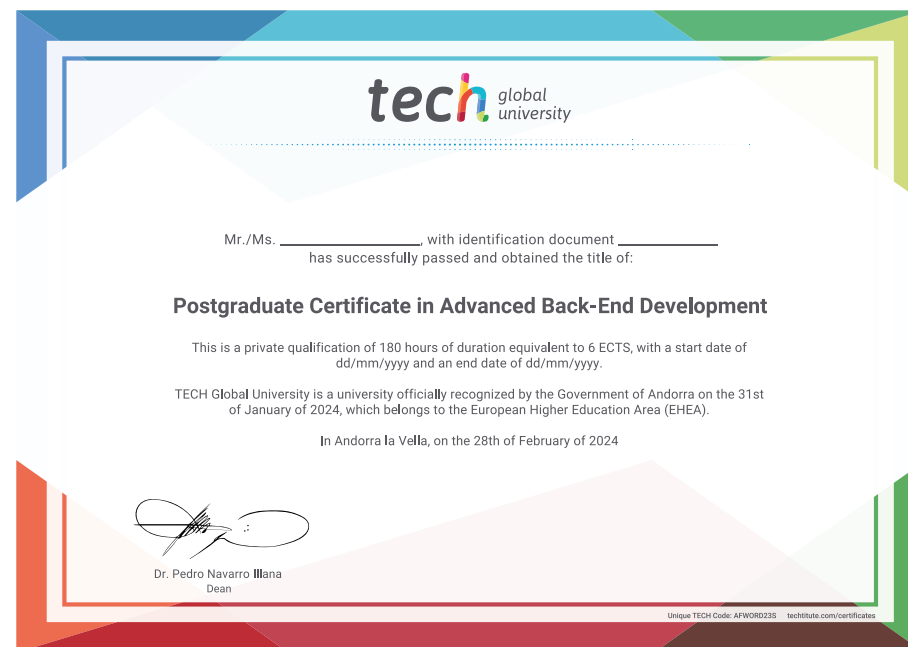 tech global
university
Mr./Ms. ____________________, with identification document ______________
has successfully passed and obtained the title of:
Postgraduate Certificate in Advanced Back-End Development
This is a private qualification of 180 hours of duration equivalent to 6 ECTS, with a start date of
dd/mm/yyyy and an end date of dd/mm/yyyy.
TECH Global University is a university officially recognized by the Government of Andorra on the 31st
of January of 2024, which belongs to the European Higher Education Area (EHEA).
In Andorra la Vella, on the 28th of February of 2024
Dr. Pedro Navarro Illana
Dean
Unique TECH Code: AFWORD23S techtitute.com/certificates